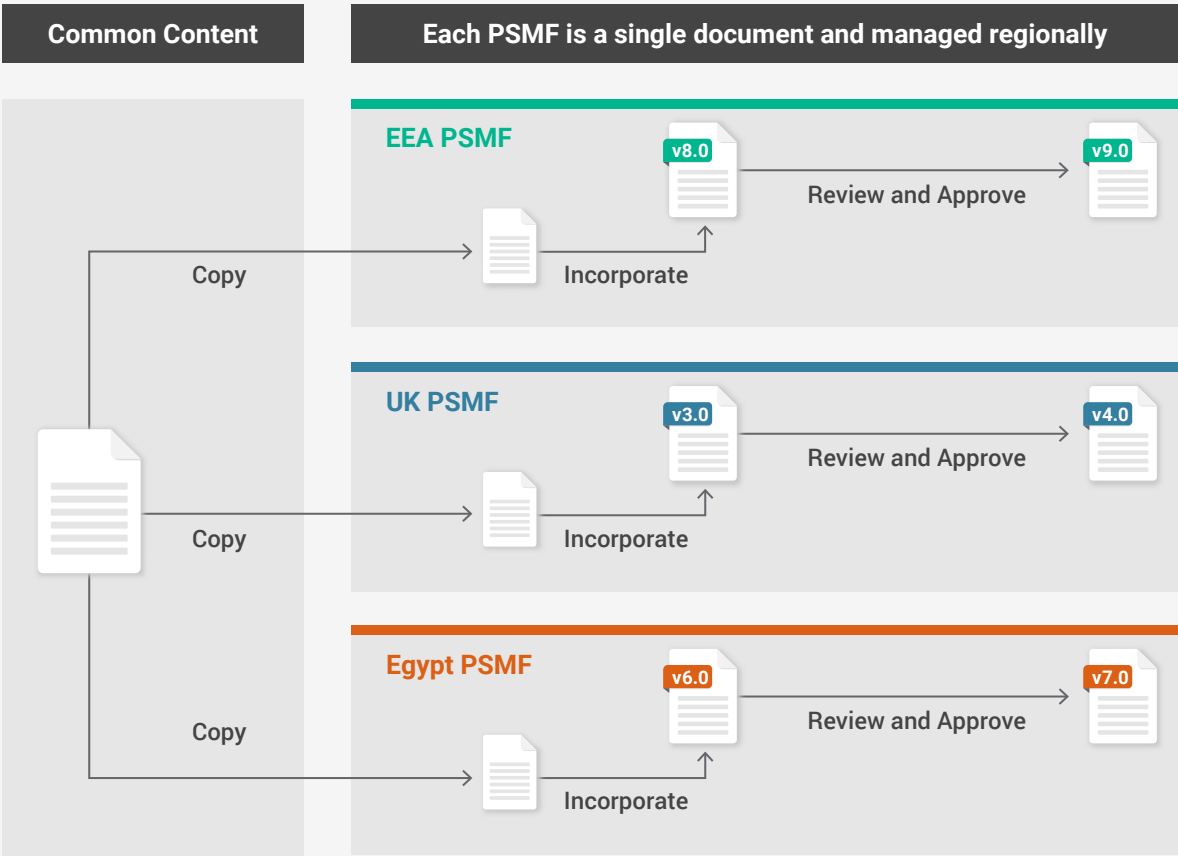 Common Content
Each PSMF is a single document and managed regionally
EEA PSMF
v8.0
v9.0
Review and Approve
Copy
Incorporate
UK PSMF
v3.0
v4.0
Review and Approve
Copy
Incorporate
Egypt PSMF
v6.0
v7.0
Review and Approve
Copy
Incorporate